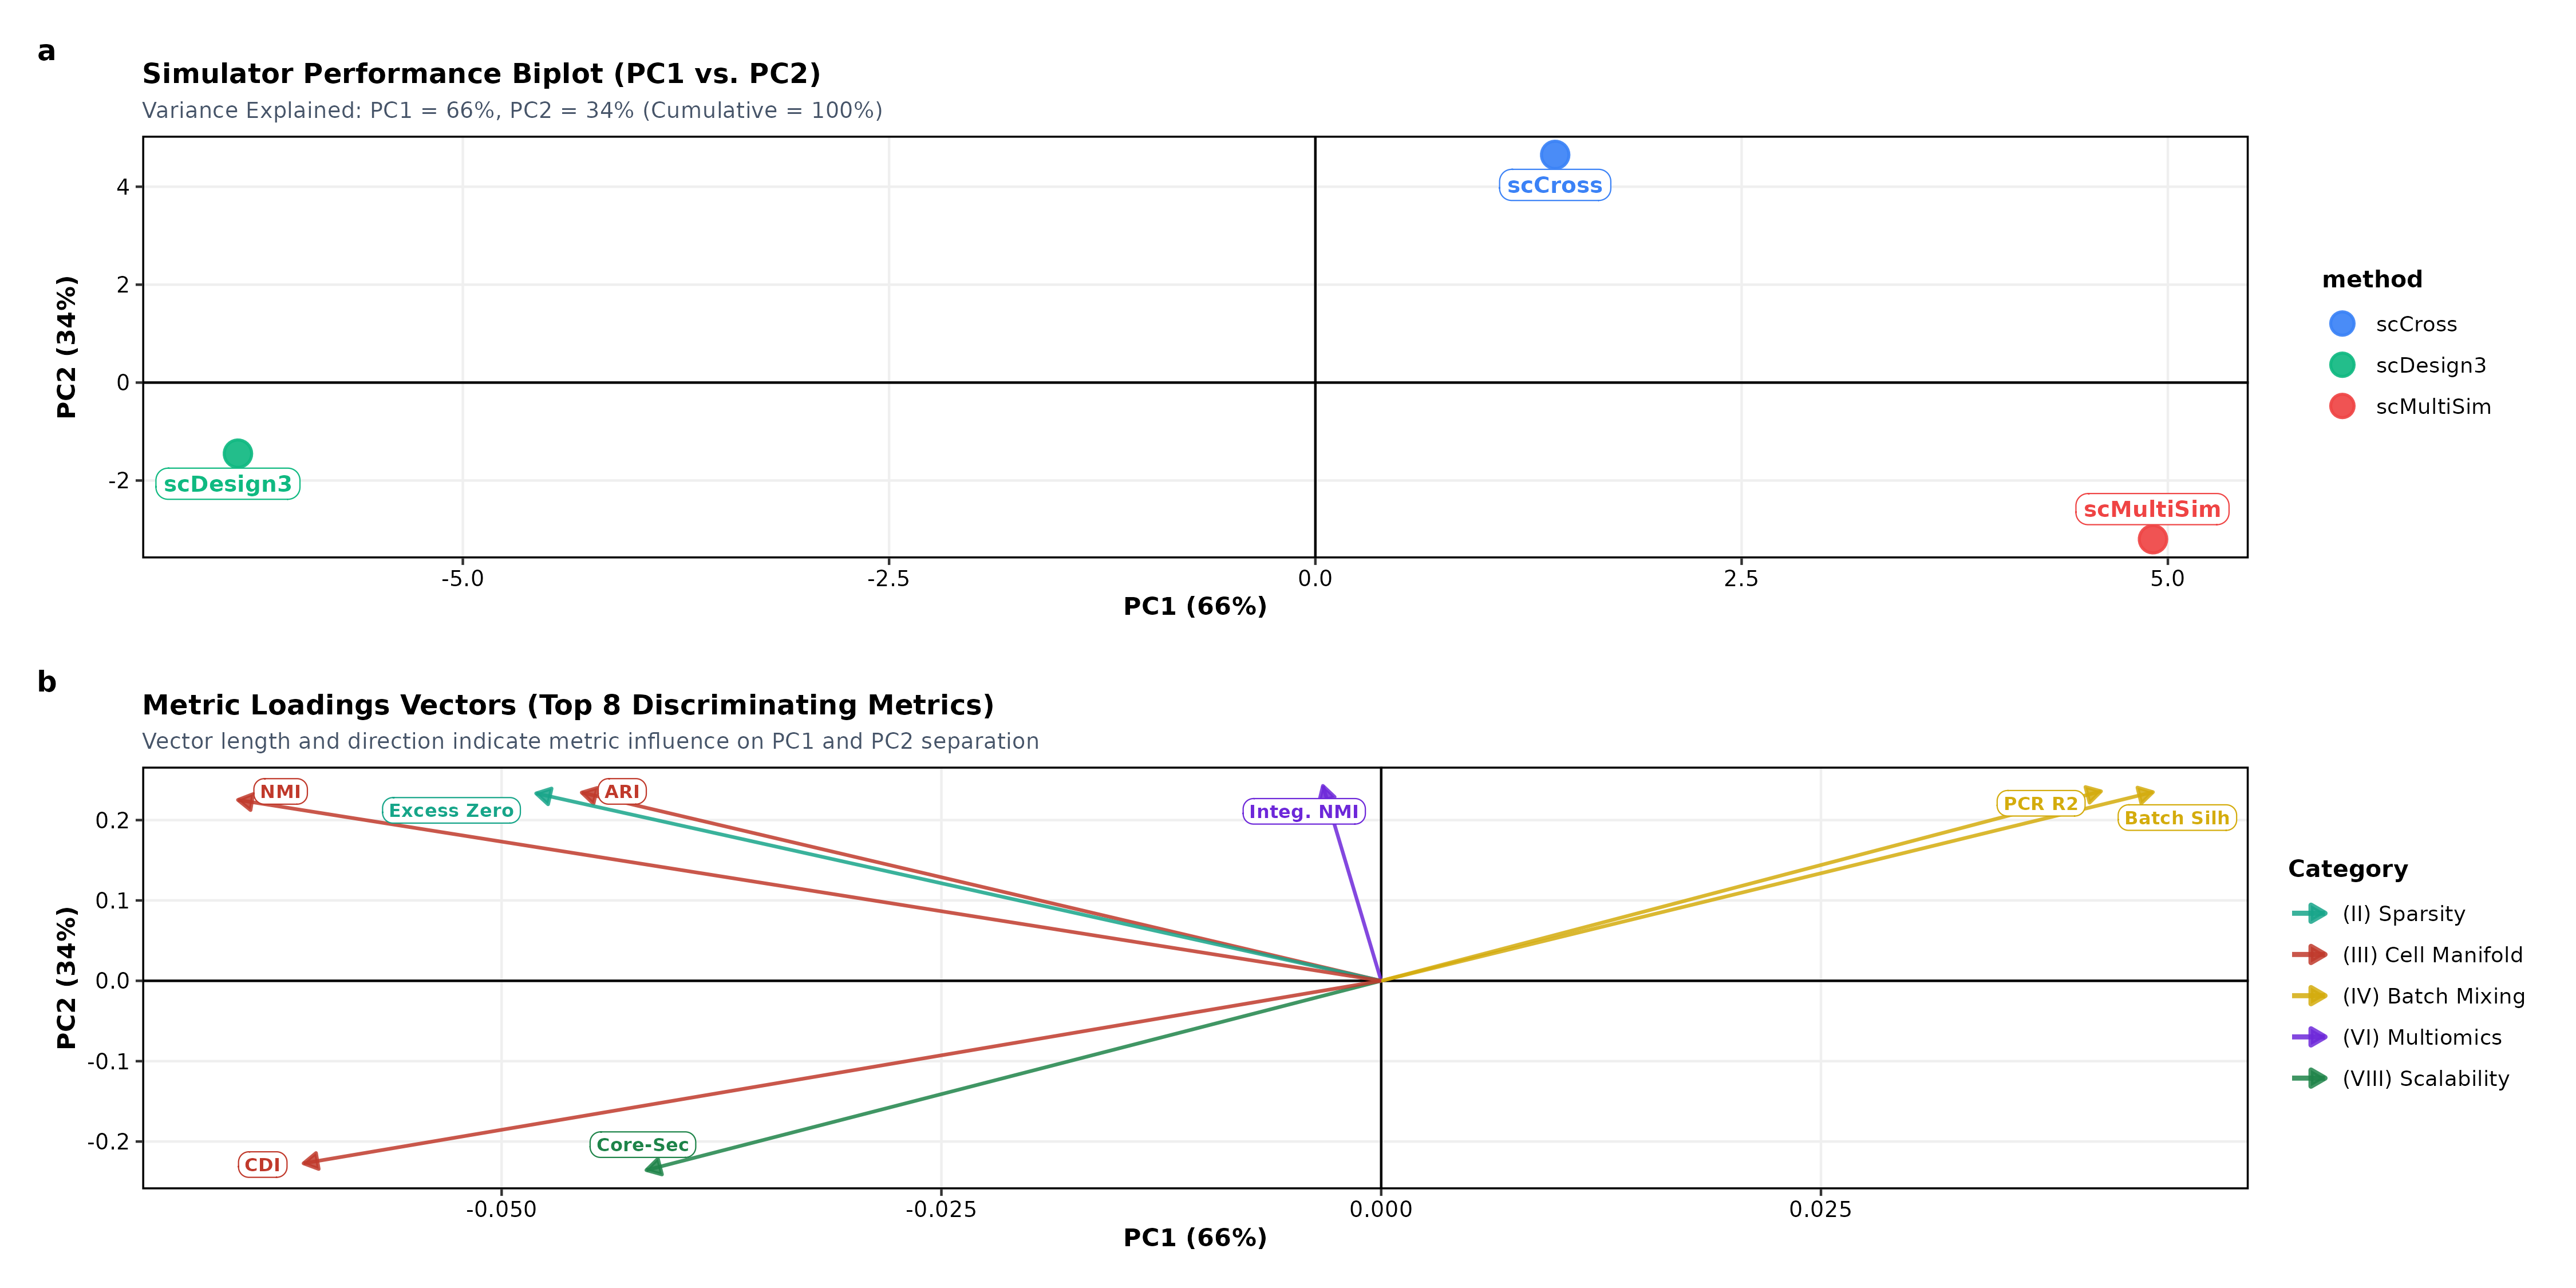 a
Simulator Performance Biplot (PC1 vs. PC2)
Variance Explained: PC1 = 66%, PC2 = 34% (Cumulative = 100%)
PC2 (34%)
4
2
0
-2
scCross
scDesign3
scMultiSim
-5.0
-2.5
0.0
2.5
5.0
PC1 (66%)
method
scCross
scDesign3
scMultiSim
b
Metric Loadings Vectors (Top 8 Discriminating Metrics)
Vector length and direction indicate metric influence on PC1 and PC2 separation
PC2 (34%)
0.2
0.1
0.0
-0.1
-0.2
NMI
Excess Zero
ARI
Integ. NMI
PCR R2
Batch Silh
CDI
Core-Sec
-0.050
-0.025
0.000
0.025
PC1 (66%)
Category
(II) Sparsity
(III) Cell Manifold
(IV) Batch Mixing
(VI) Multiomics
(VIII) Scalability